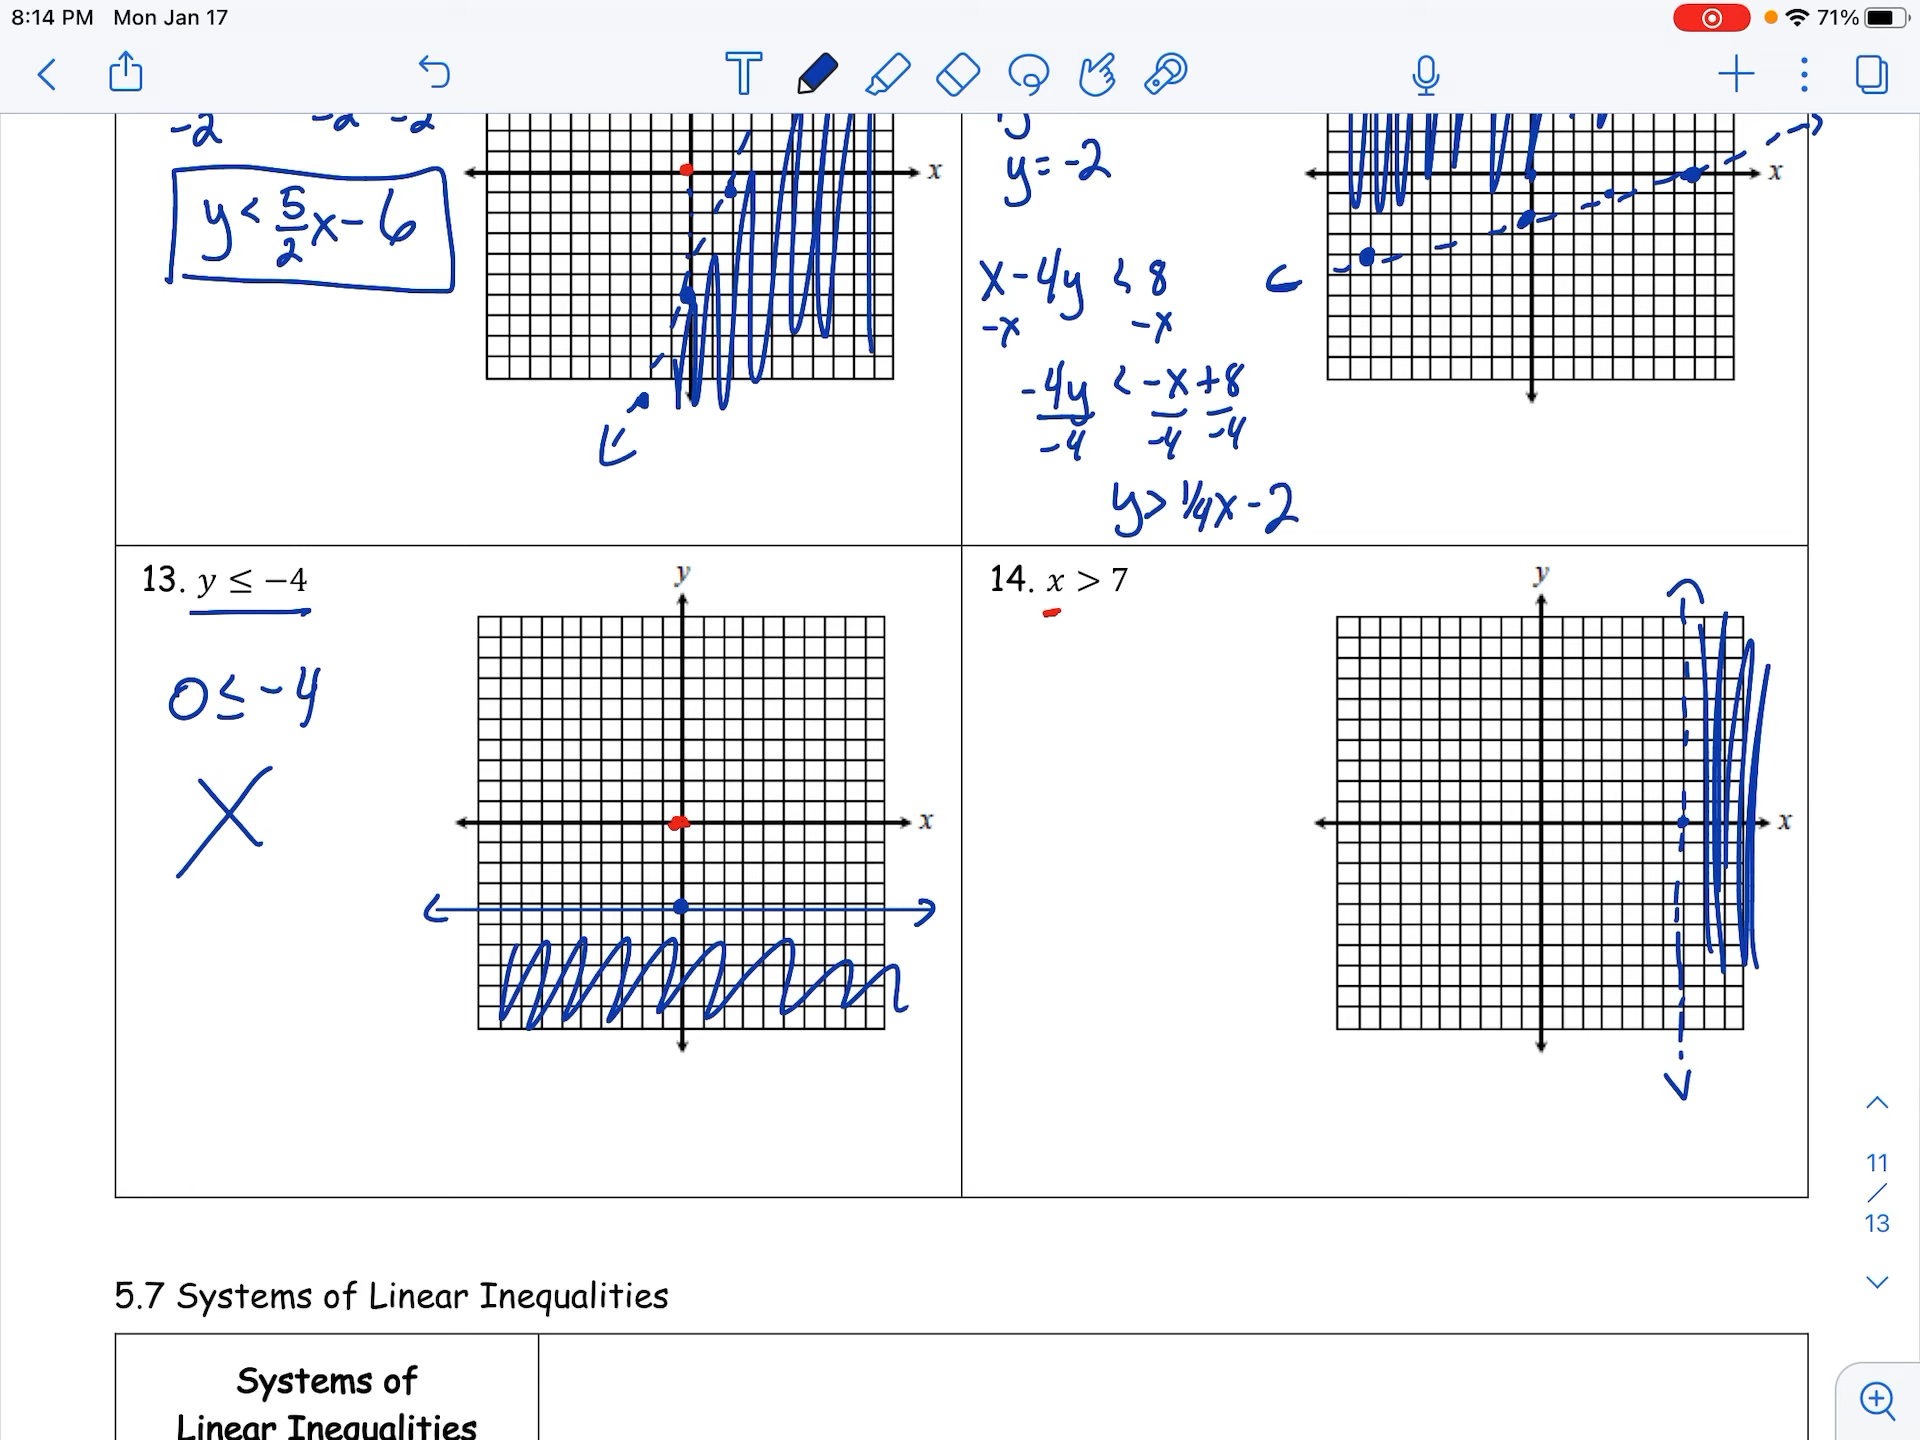 8:14 PM Mon Jan 17
71%
T
-2 -2 -2
y < 5/2 x - 6
x
y = -2
x - 4y < 8
-x -x
-4y < -x + 8
-4 -4 -4
y > 1/4x - 2
x
13. y ≤ −4
0 ≤ -4
X
y
x
14. x > 7
y
x
11
/
13
5.7 Systems of Linear Inequalities
Systems of
Linear Inequalities